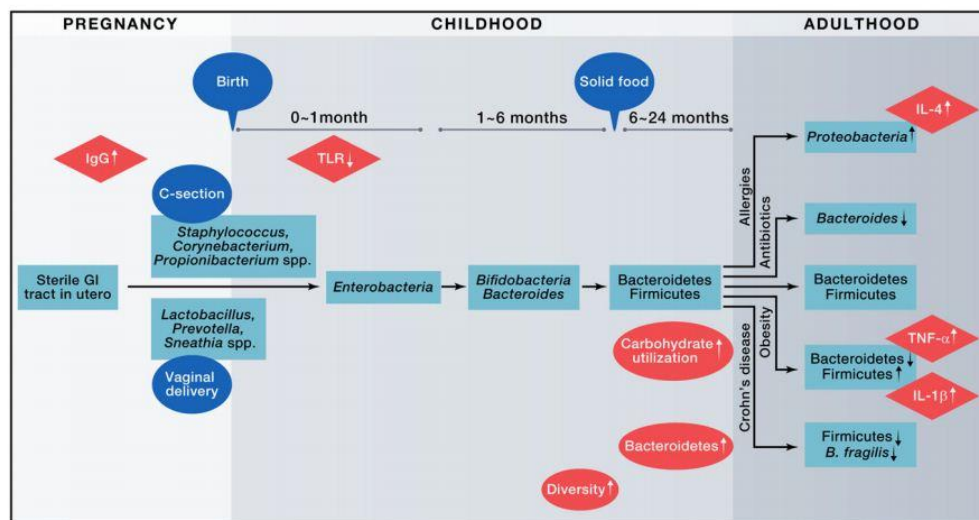 PREGNANCY
CHILDHOOD
ADULTHOOD
Birth
Solid food
0~1month
1~6 months
6~24 months
IgG↑
TLR↓
IL-4↑
Proteobacteria↑
C-section
Staphylococcus,
Corynebacterium,
Propionibacterium spp.
Allergies
Antibiotics
Bacteroides↓
Sterile GI
tract in utero
Enterobacteria
Bifidobacteria
Bacteroides
Bacteroidetes
Firmicutes
Bacteroidetes
Firmicutes
Lactobacillus,
Prevotella,
Sneathia spp.
Vaginal
delivery
Carbohydrate
utilization↑
Crohn's disease
Obesity
TNF-α↑
Bacteroidetes↓
Firmicutes↑
IL-1β↑
Bacteroidetes↑
Firmicutes↓
B. fragilis↓
Diversity↑